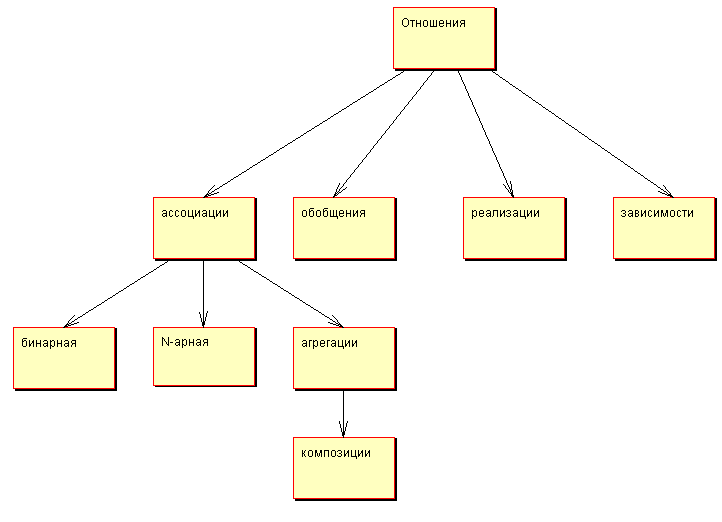 Отношения
ассоциации
обобщения
реализации
зависимости
бинарная
N-арная
агрегации
композиции